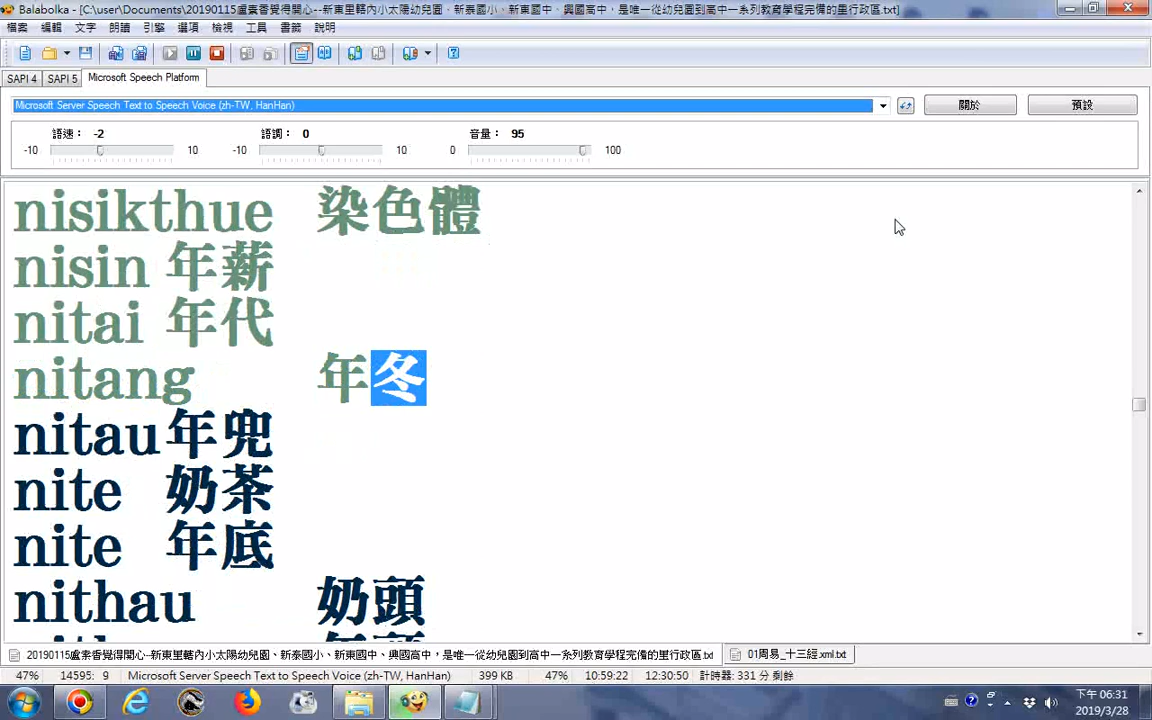 Balabolka - [C:\user\Documents\20190115盧素香覺得開心--新東里轄內小太陽幼兒園、新泰國小、新東國中、興國高中，是唯一從幼兒園到高中一系列教育學程完備的里行政區.txt]
檔案 編輯 文字 朗讀 引擎 選項 檢視 工具 書籤 說明
SAPI 4 SAPI 5 Microsoft Speech Platform
Microsoft Server Speech Text to Speech Voice (zh-TW, HanHan) 關於 預設
語速： -2 語調： 0 音量： 95
-10 10 -10 10 0 100
nisikthue 染色體
nisin 年薪
nitai 年代
nitang 年冬
nitau 年兜
nite 奶茶
nite 年底
nithau 奶頭
20190115盧素香覺得開心--新東里轄內小太陽幼兒園、新泰國小、新東國中、興國高中，是唯一從幼兒園到高中一系列教育學程完備的里行政區.txt 01周易_十三經.xml.txt
47% 14595: 9 Microsoft Server Speech Text to Speech Voice (zh-TW, HanHan) 399 KB 47% 10:59:22 12:30:50 計時器: 331 分 剩餘
下午 06:31
2019/3/28